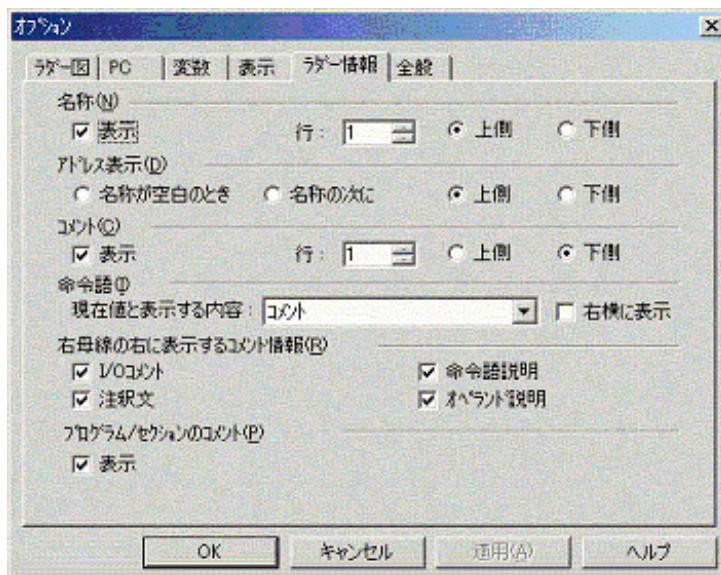 オプション
ラダー図 PC 変数 表示 ラダー情報 全般
名称(N)
表示 行： 1 上側 下側
アドレス表示(D)
名称が空白のとき 名称の次に 上側 下側
コメント(C)
表示 行： 1 上側 下側
命令語(I)
現在値と表示する内容： コメント 右横に表示
右母線の右に表示するコメント情報(R)
I/Oコメント 命令語説明
注釈文 オペランド説明
プログラム/セクションのコメント(P)
表示
OK キャンセル 適用(A) ヘルプ